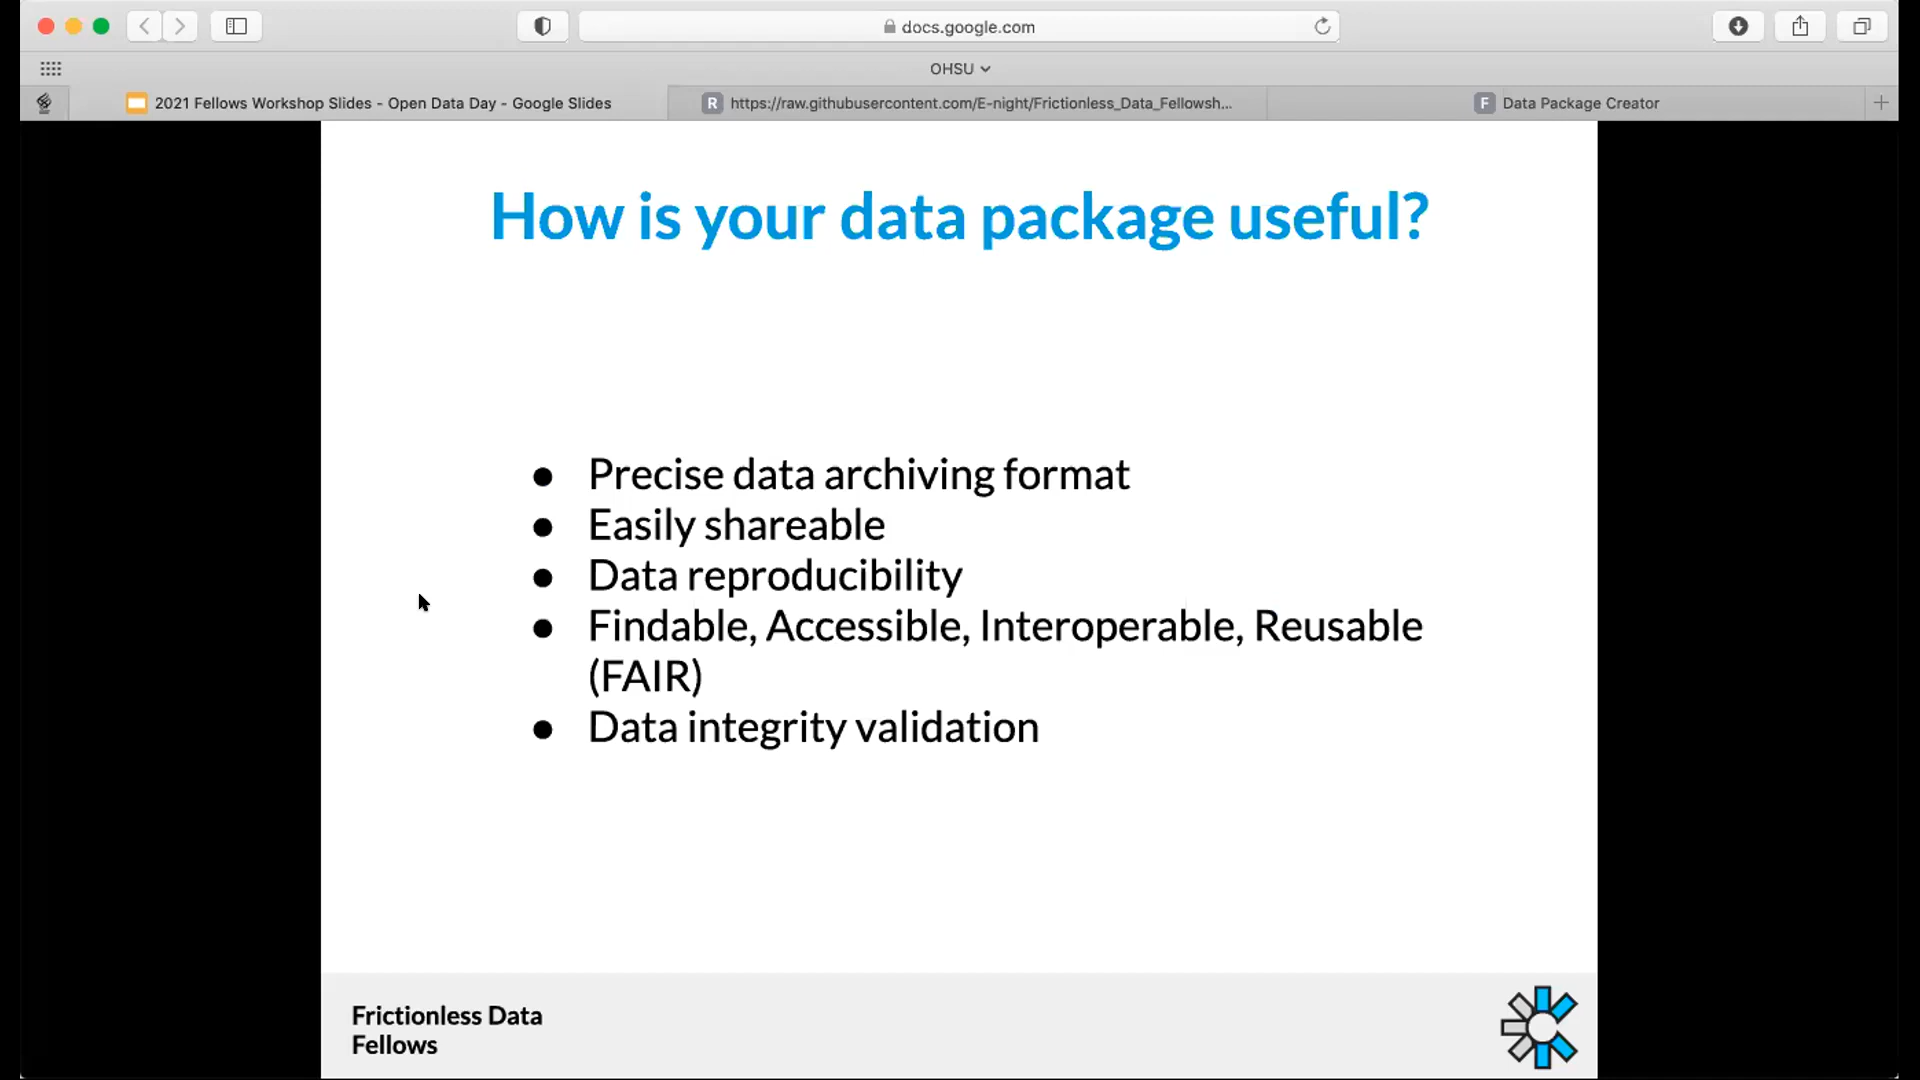 docs.google.com
OHSU
2021 Fellows Workshop Slides - Open Data Day - Google Slides
R https://raw.githubusercontent.com/E-night/Frictionless_Data_Fellowsh...
F Data Package Creator
How is your data package useful?
● Precise data archiving format
● Easily shareable
● Data reproducibility
● Findable, Accessible, Interoperable, Reusable
(FAIR)
● Data integrity validation
Frictionless Data
Fellows